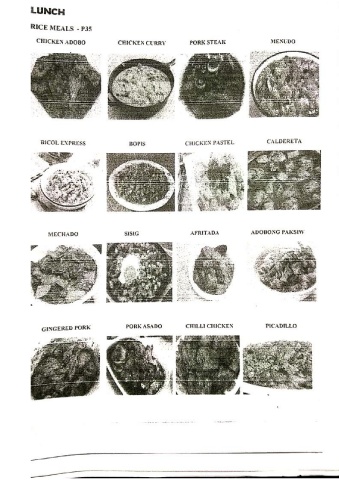 LUNCH
RICE MEALS - P35
CHICKEN ADOBO CHICKEN CURRY PORK STEAK MENUDO
BICOL EXPRESS BOPIS CHICKEN PASTEL CALDERETA
MECHADO SISIG AFRITADA ADOBONG PAKSIW
GINGERED PORK PORK ASADO CHILLI CHICKEN PICADILLO